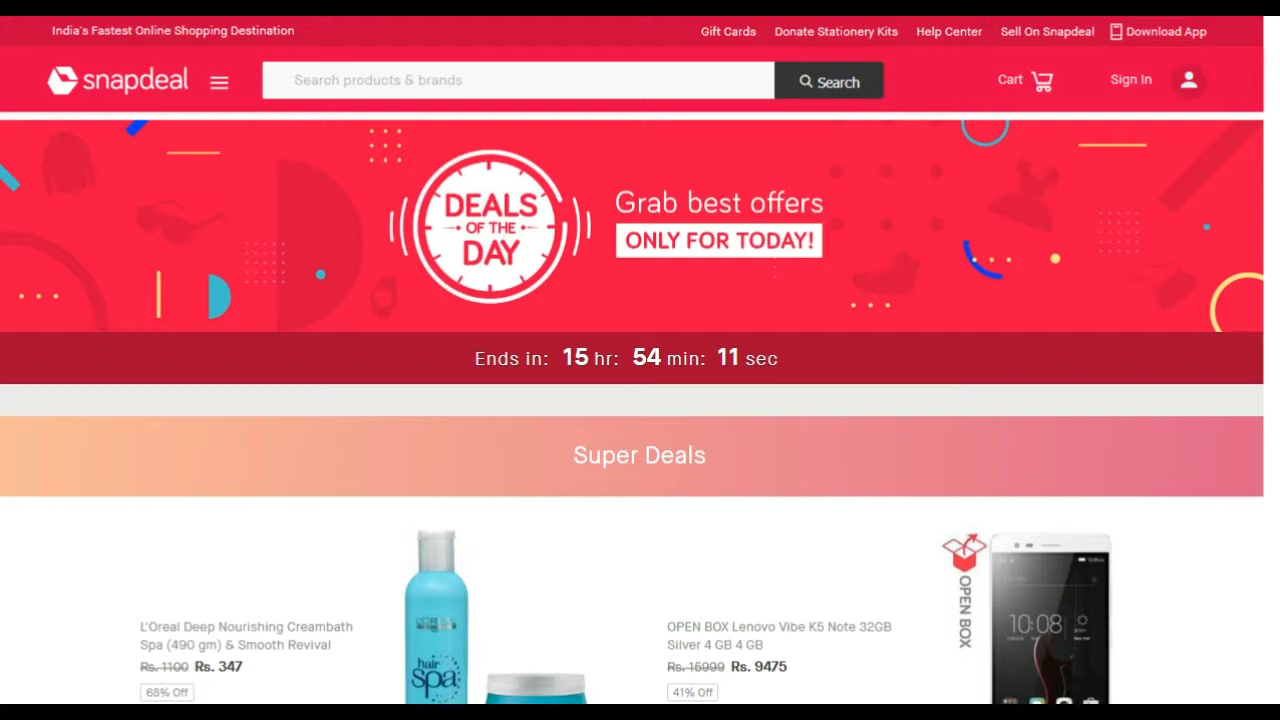 India's Fastest Online Shopping Destination
Gift Cards Donate Stationery Kits Help Center Sell On Snapdeal Download App
snapdeal
Search products & brands
Search
Cart
Sign In
DEALS
OF THE
DAY
Grab best offers
ONLY FOR TODAY!
Ends in: 15 hr: 54 min: 11 sec
Super Deals
L'Oreal Deep Nourishing Creambath
Spa (490 gm) & Smooth Revival
Rs. 1100 Rs. 347
68% Off
hair
spa
OPEN BOX Lenovo Vibe K5 Note 32GB
Silver 4 GB 4 GB
Rs. 15999 Rs. 9475
41% Off
OPEN BOX
10:08